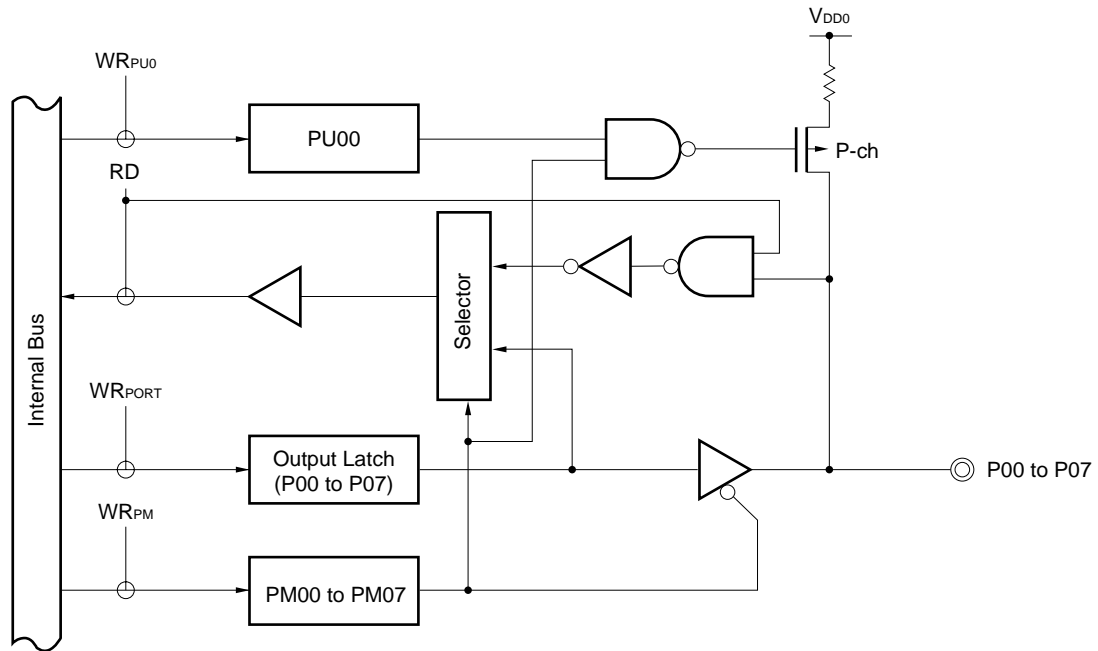 VDD0
WRPU0
PU00
P-ch
RD
Selector
Internal Bus
WRPORT
Output Latch
(P00 to P07)
P00 to P07
WRPM
PM00 to PM07